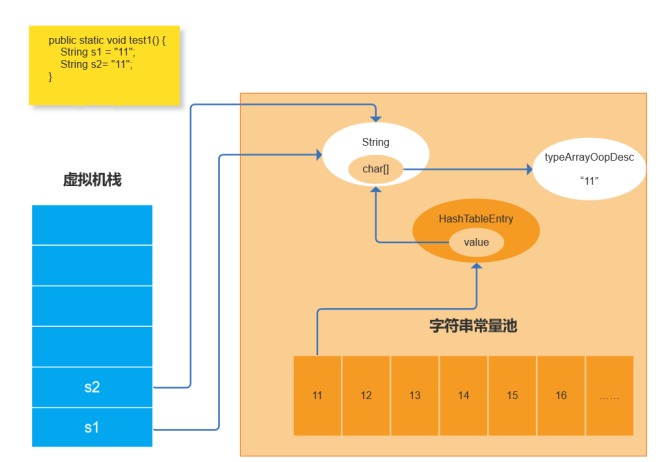 public static void test1() {
String s1 = "11";
String s2= "11";
}
虚拟机栈
s2
s1
String
char[]
typeArrayOopDesc
“11”
HashTableEntry
value
字符串常量池
11 12 13 14 15 16 ……